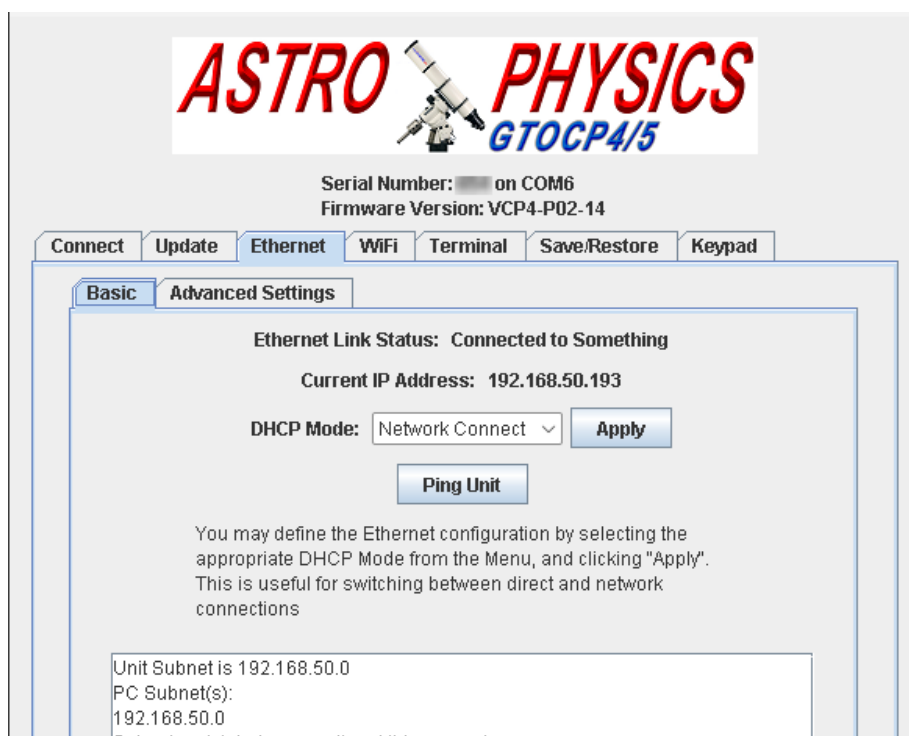 ASTRO PHYSICS
GTOCP4/5
Serial Number: on COM6
Firmware Version: VCP4-P02-14
Connect Update Ethernet WiFi Terminal Save/Restore Keypad
Basic Advanced Settings
Ethernet Link Status: Connected to Something
Current IP Address: 192.168.50.193
DHCP Mode: Network Connect Apply
Ping Unit
You may define the Ethernet configuration by selecting the
appropriate DHCP Mode from the Menu, and clicking "Apply".
This is useful for switching between direct and network
connections
Unit Subnet is 192.168.50.0
PC Subnet(s):
192.168.50.0